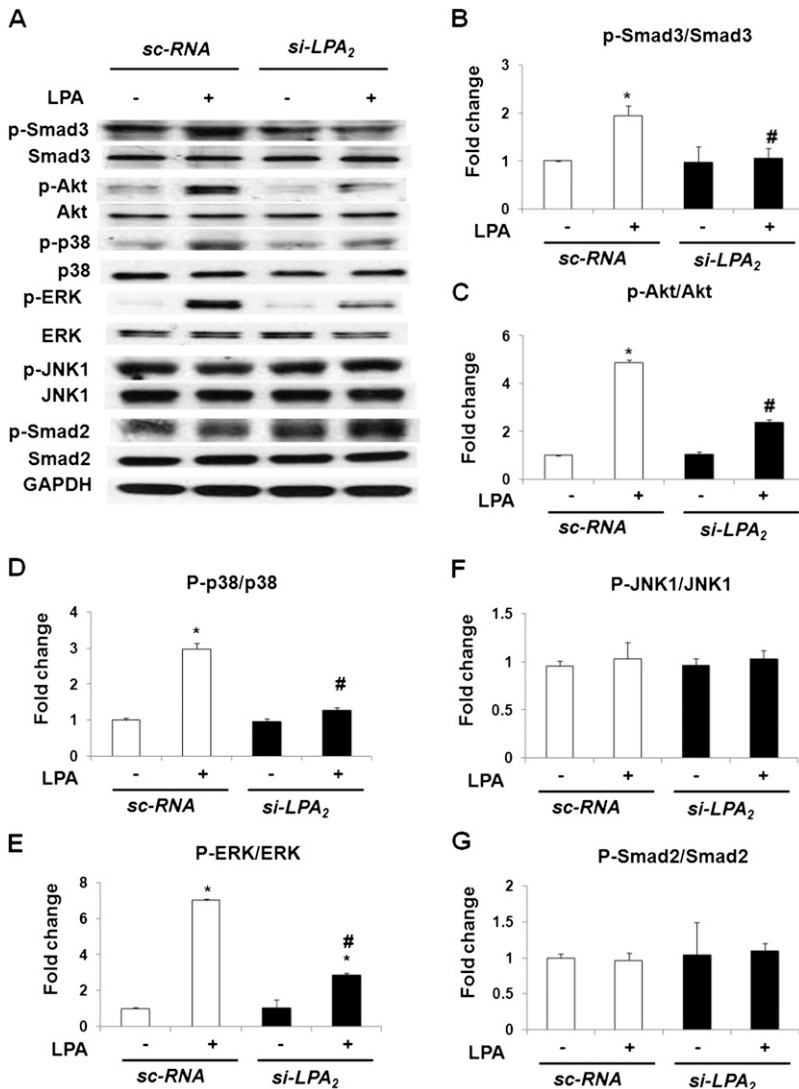 A
sc-RNA si-LPA₂
LPA - + - +
p-Smad3
Smad3
p-Akt
Akt
p-p38
p38
p-ERK
ERK
p-JNK1
JNK1
p-Smad2
Smad2
GAPDH
B
p-Smad3/Smad3
Fold change
3
2
1
0
*
#
LPA - + - +
sc-RNA si-LPA₂
C
p-Akt/Akt
Fold change
6
4
2
0
*
#
LPA - + - +
sc-RNA si-LPA₂
D
P-p38/p38
Fold change
4
3
2
1
0
*
#
LPA - + - +
sc-RNA si-LPA₂
E
P-ERK/ERK
Fold change
8
6
4
2
0
*
#
*
LPA - + - +
sc-RNA si-LPA₂
F
P-JNK1/JNK1
Fold change
1.5
1
0.5
0
LPA - + - +
sc-RNA si-LPA₂
G
P-Smad2/Smad2
Fold change
2
1.5
1
0.5
0
LPA - + - +
sc-RNA si-LPA₂